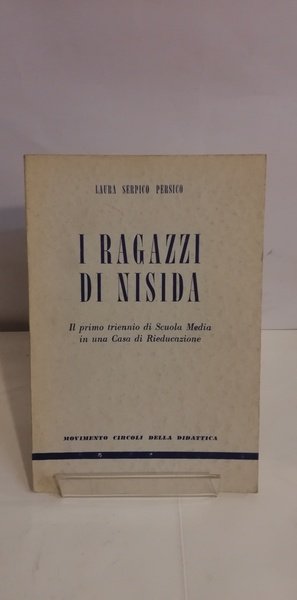 LAURA SERPICO PERSICO
I RAGAZZI
DI NISIDA
Il primo triennio di Scuola Media
in una Casa di Rieducazione
MOVIMENTO CIRCOLI DELLA DIDATTICA